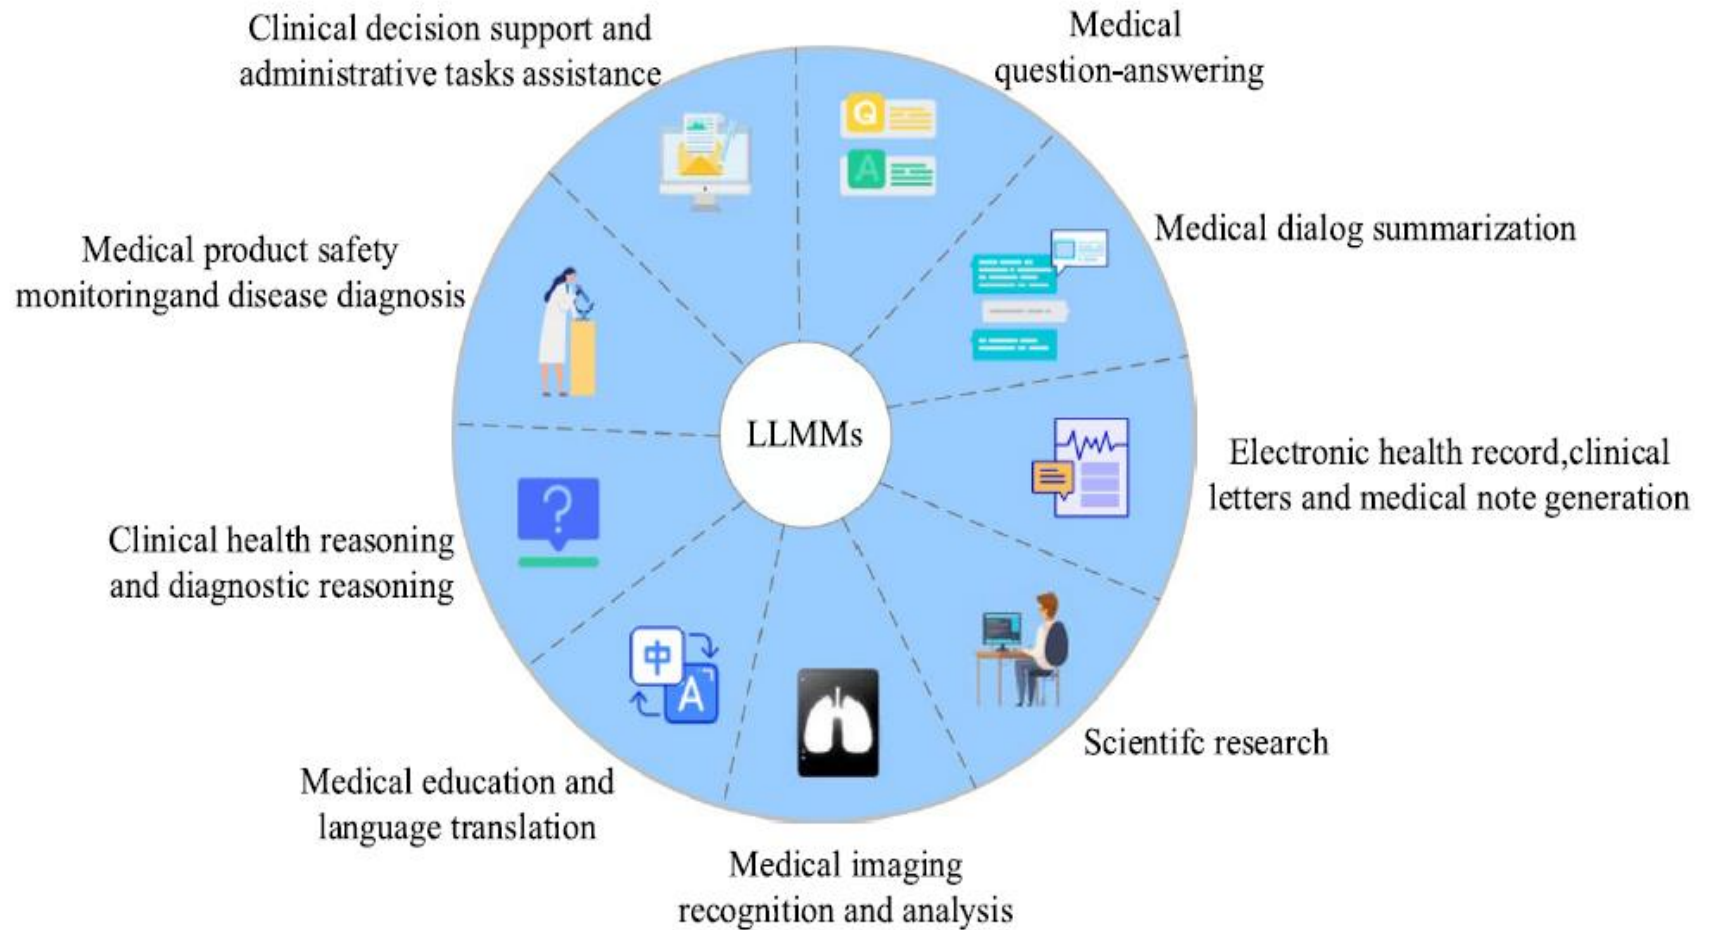 Clinical decision support and
administrative tasks assistance
Medical
question-answering
Q
A
Medical dialog summarization
Medical product safety
monitoringand disease diagnosis
LLMMs
Electronic health record,clinical
letters and medical note generation
?
Clinical health reasoning
and diagnostic reasoning
中
A
Scientifc research
Medical education and
language translation
Medical imaging
recognition and analysis